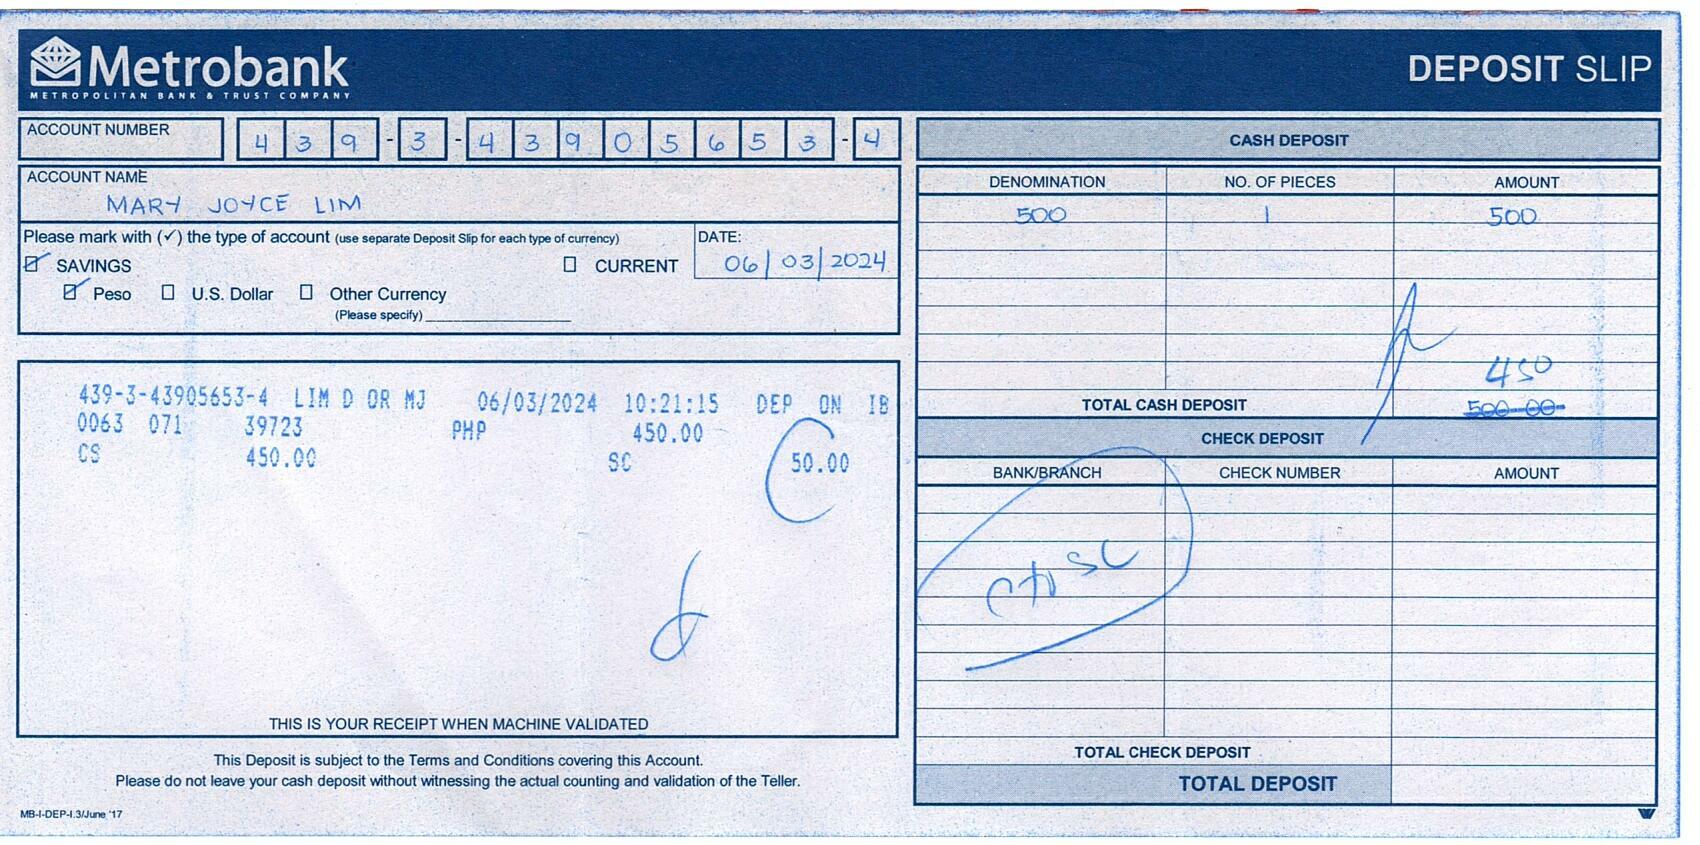 Metrobank
METROPOLITAN BANK & TRUST COMPANY
DEPOSIT SLIP
ACCOUNT NUMBER 4 3 9 - 3 - 4 3 9 0 5 6 5 3 - 4
ACCOUNT NAME
MARY JOYCE LIM
Please mark with (✓) the type of account (use separate Deposit Slip for each type of currency)
DATE:
06/03/2024
SAVINGS CURRENT
Peso U.S. Dollar Other Currency
(Please specify)
439-3-43905653-4 LIM D OR MJ 06/03/2024 10:21:15 DEP ON IB
0063 071 39723 PHP 450.00
CS 450.00 SC 50.00
THIS IS YOUR RECEIPT WHEN MACHINE VALIDATED
This Deposit is subject to the Terms and Conditions covering this Account.
Please do not leave your cash deposit without witnessing the actual counting and validation of the Teller.
MB-I-DEP-I.3/June '17
CASH DEPOSIT
DENOMINATION NO. OF PIECES AMOUNT
500 1 500
450
TOTAL CASH DEPOSIT 500-00
CHECK DEPOSIT
BANK/BRANCH CHECK NUMBER AMOUNT
SC
TOTAL CHECK DEPOSIT
TOTAL DEPOSIT